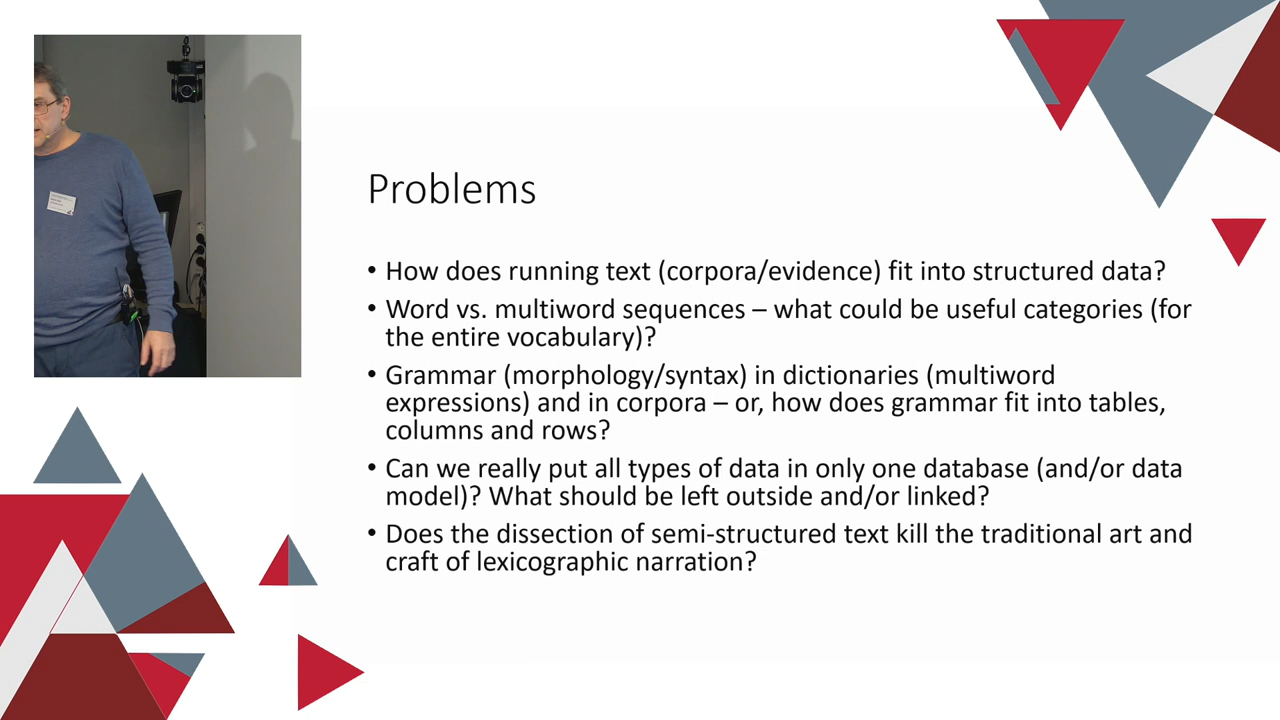 Problems
• How does running text (corpora/evidence) fit into structured data?
• Word vs. multiword sequences – what could be useful categories (for
the entire vocabulary)?
• Grammar (morphology/syntax) in dictionaries (multiword
expressions) and in corpora – or, how does grammar fit into tables,
columns and rows?
• Can we really put all types of data in only one database (and/or data
model)? What should be left outside and/or linked?
• Does the dissection of semi-structured text kill the traditional art and
craft of lexicographic narration?